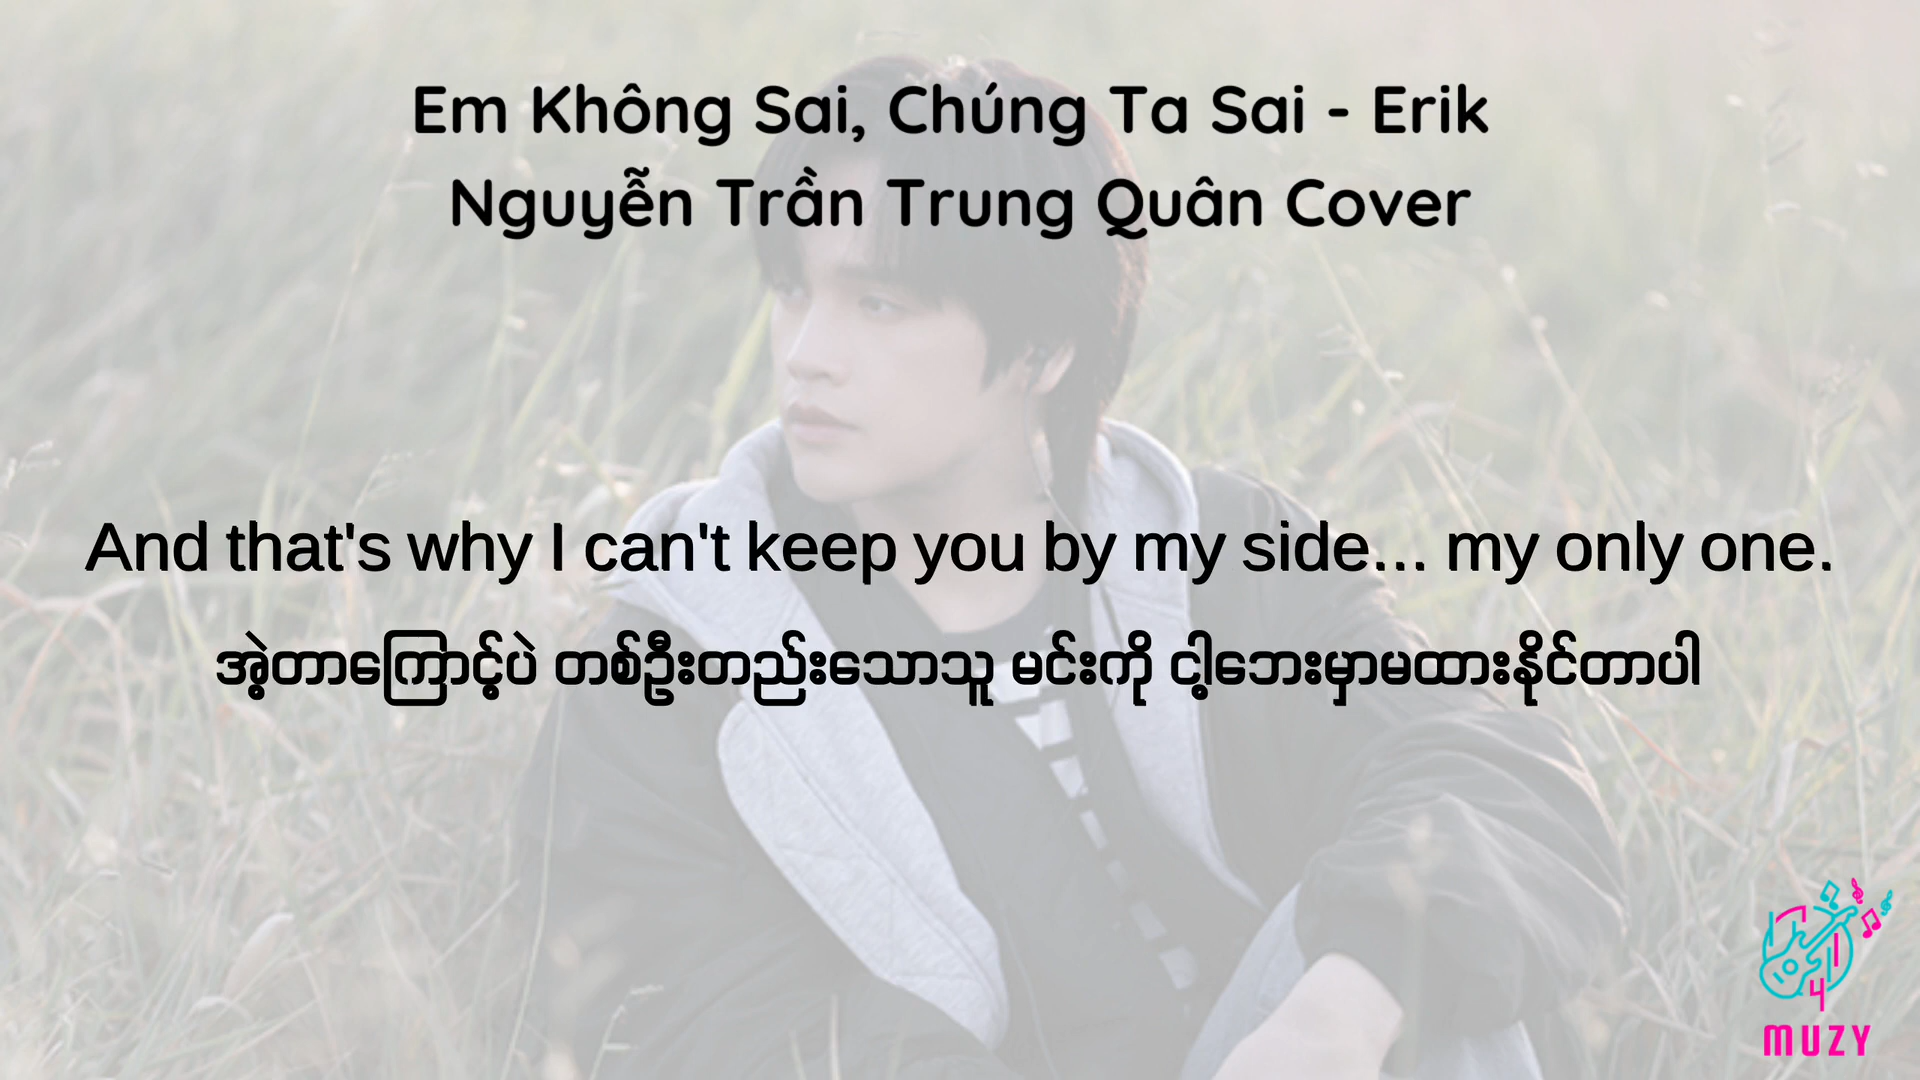 Em Không Sai, Chúng Ta Sai - Erik
Nguyễn Trần Trung Quân Cover
And that's why I can't keep you by my side... my only one.
အဲ့တာကြောင့်ပဲ တစ်ဦးတည်းသောသူ မင်းကို ငါ့ဘေးမှာမထားနိုင်တာပါ
4
MUZY